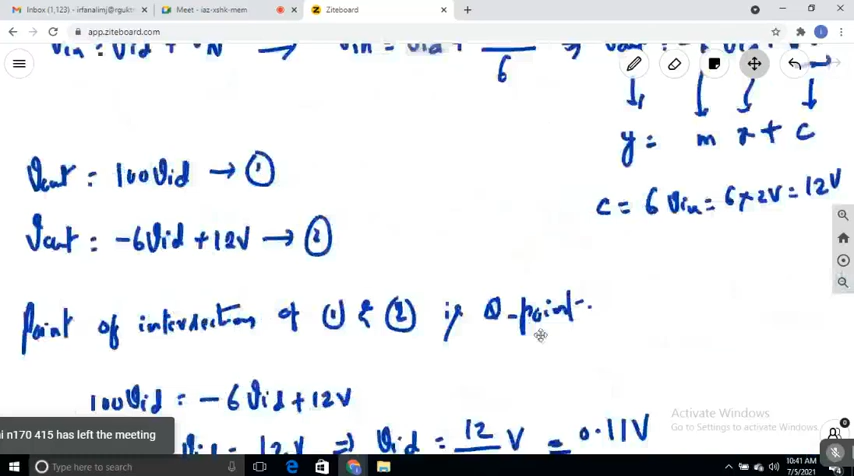 Inbox (1,123) - irfanalimj@rgukt
Meet - iaz-xshk-mem
Ziteboard
app.ziteboard.com
6
y = m x + c
c = 6 Vin = 6 x 2V = 12V
Vout = 100Vid → ①
Vout = -6Vid + 12V → ②
Point of intersection of ① & ② is Q-point.
100Vid = -6Vid + 12V
Vid = 12V ⇒ Vid = 12 V = 0.11V
n170 415 has left the meeting
Activate Windows
Go to Settings to activate Windows.
Type here to search
10:41 AM
7/5/2021